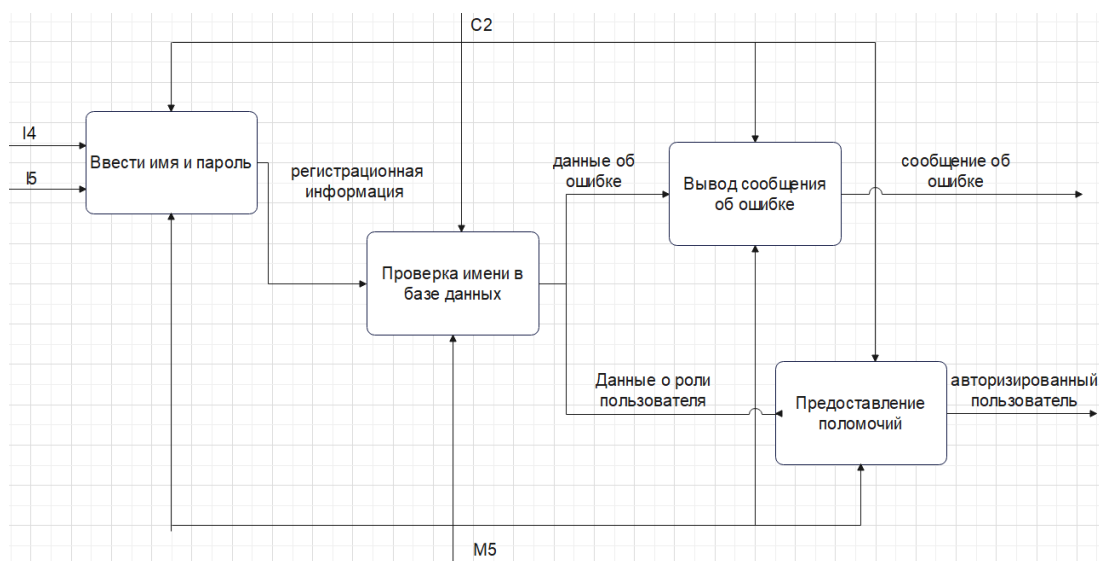 C2
I4
I5
Ввести имя и пароль
регистрационная
информация
Проверка имени в
базе данных
данные об
ошибке
Вывод сообщения
об ошибке
сообщение об
ошибке
Данные о роли
пользователя
Предоставление
поломочий
авторизированный
пользователь
M5